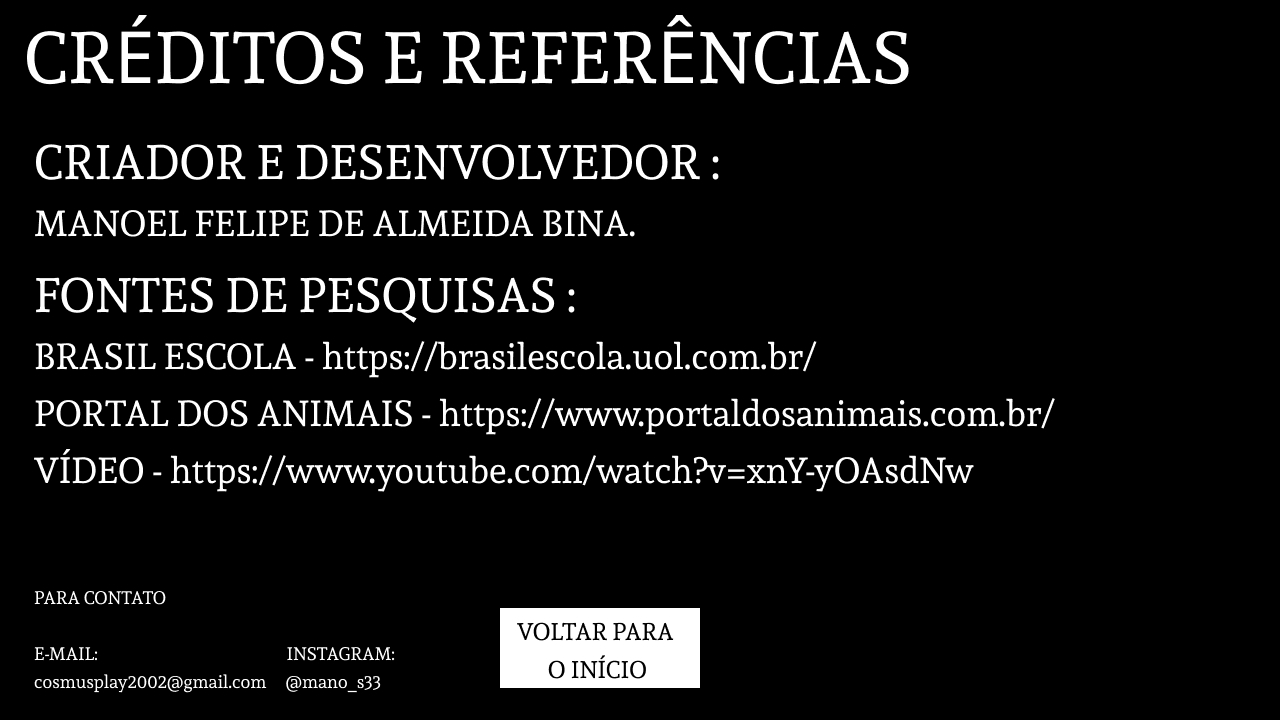 CRÉDITOS E REFERÊNCIAS
CRIADOR E DESENVOLVEDOR :
MANOEL FELIPE DE ALMEIDA BINA.
FONTES DE PESQUISAS :
BRASIL ESCOLA - https://brasilescola.uol.com.br/
PORTAL DOS ANIMAIS - https://www.portaldosanimais.com.br/
VÍDEO - https://www.youtube.com/watch?v=xnY-yOAsdNw
PARA CONTATO
E-MAIL:
cosmusplay2002@gmail.com
INSTAGRAM:
@mano_s33
VOLTAR PARA
O INÍCIO